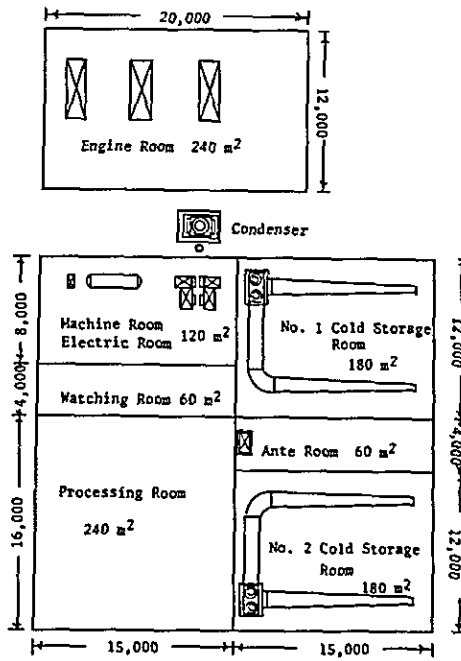 20,000
12,000
Engine Room 240 m²
Condenser
8,000
Machine Room
Electric Room 120 m²
No. 1 Cold Storage
Room
180 m²
12,000
4,000
Watching Room 60 m²
Ante Room 60 m²
4,000
Processing Room
240 m²
16,000
No. 2 Cold Storage
Room
180 m²
12,000
15,000
15,000